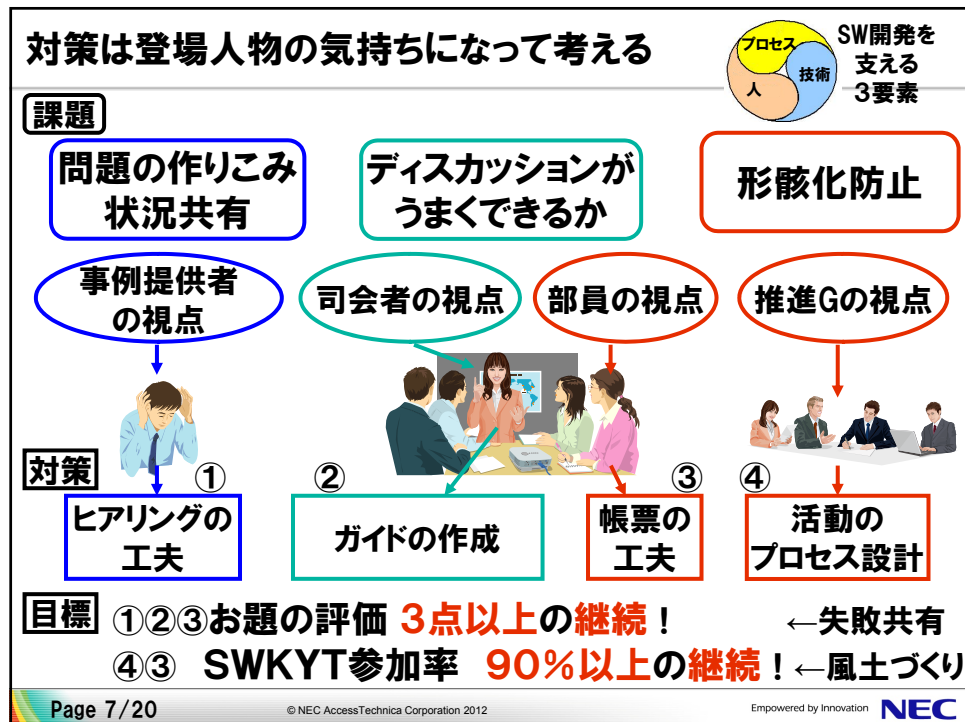 対策は登場人物の気持ちになって考える
プロセス
技術
人
SW開発を
支える
3要素
課題
問題の作りこみ
状況共有
ディスカッションが
うまくできるか
形骸化防止
事例提供者
の視点
司会者の視点
部員の視点
推進Gの視点
対策
①
②
③
④
ヒアリングの
工夫
ガイドの作成
帳票の
工夫
活動の
プロセス設計
目標
①②③お題の評価 3点以上の継続！ ←失敗共有
④③ SWKYT参加率 90%以上の継続！←風土づくり
Page 7/20
© NEC AccessTechnica Corporation 2012
Empowered by Innovation NEC